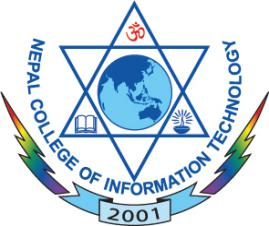 ॐ
NEPAL COLLEGE OF INFORMATION TECHNOLOGY
2001